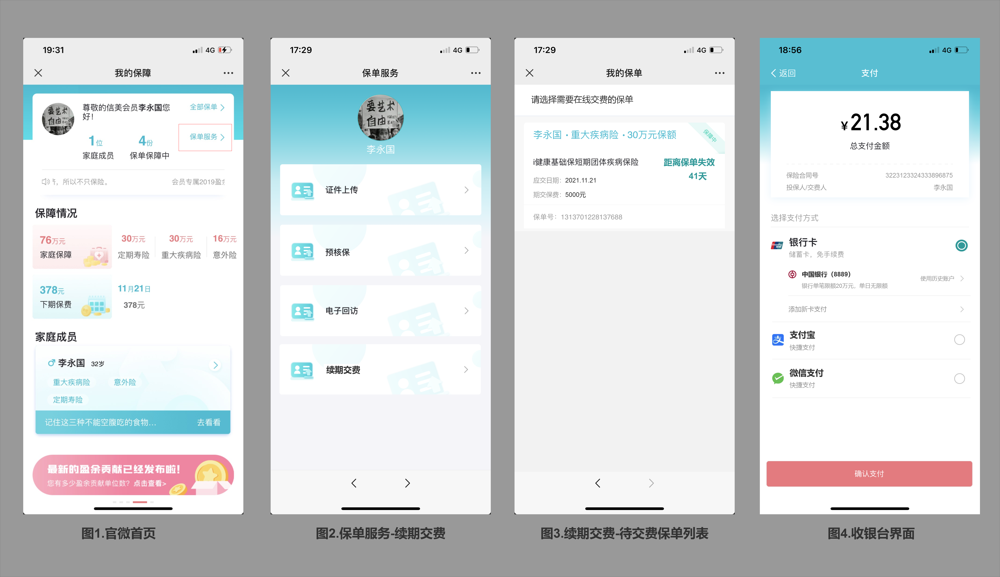 19:31
4G
我的保障
要艺术
自由
尊敬的信美会员李永国您
好！
全部保单
1位
家庭成员
4份
保单保障中
保单服务
，所以不只保险。
会员专属2019盈
保障情况
76万元
家庭保障
30万元
定期寿险
30万元
重大疾病险
16万元
意外险
378元
下期保费
11月21日
378元
家庭成员
李永国 32岁
重大疾病险
意外险
定期寿险
记住这三种不能空腹吃的食物...
去看看
最新的盈余贡献已经发布啦！
您有多少盈余贡献单位数？点击查看>
图1.官微首页
17:29
4G
保单服务
要艺术
自由
李永国
证件上传
预核保
电子回访
续期交费
图2.保单服务-续期交费
17:29
4G
我的保单
请选择需要在线交费的保单
李永国·重大疾病险·30万元保额
保障中
i健康基础保短期团体疾病保险
距离保单失效
41天
应交日期：2021.11.21
期交保费：5000元
保单号：1313701228137688
图3.续期交费-待交费保单列表
18:56
4G
返回
支付
¥21.38
总支付金额
保险合同号 3223123324333896875
投保人/交费人 李永国
选择支付方式
UnionPay
银联
银行卡
储蓄卡，免手续费
中国银行（8889）
银行单笔限额20万元，单日无限额
使用历史账户
添加新卡支付
支
支付宝
快捷支付
微信支付
快捷支付
确认支付
图4.收银台界面